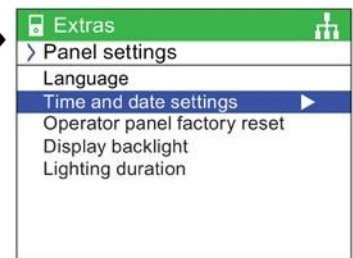 Extras
Panel settings
Language
Time and date settings
Operator panel factory reset
Display backlight
Lighting duration